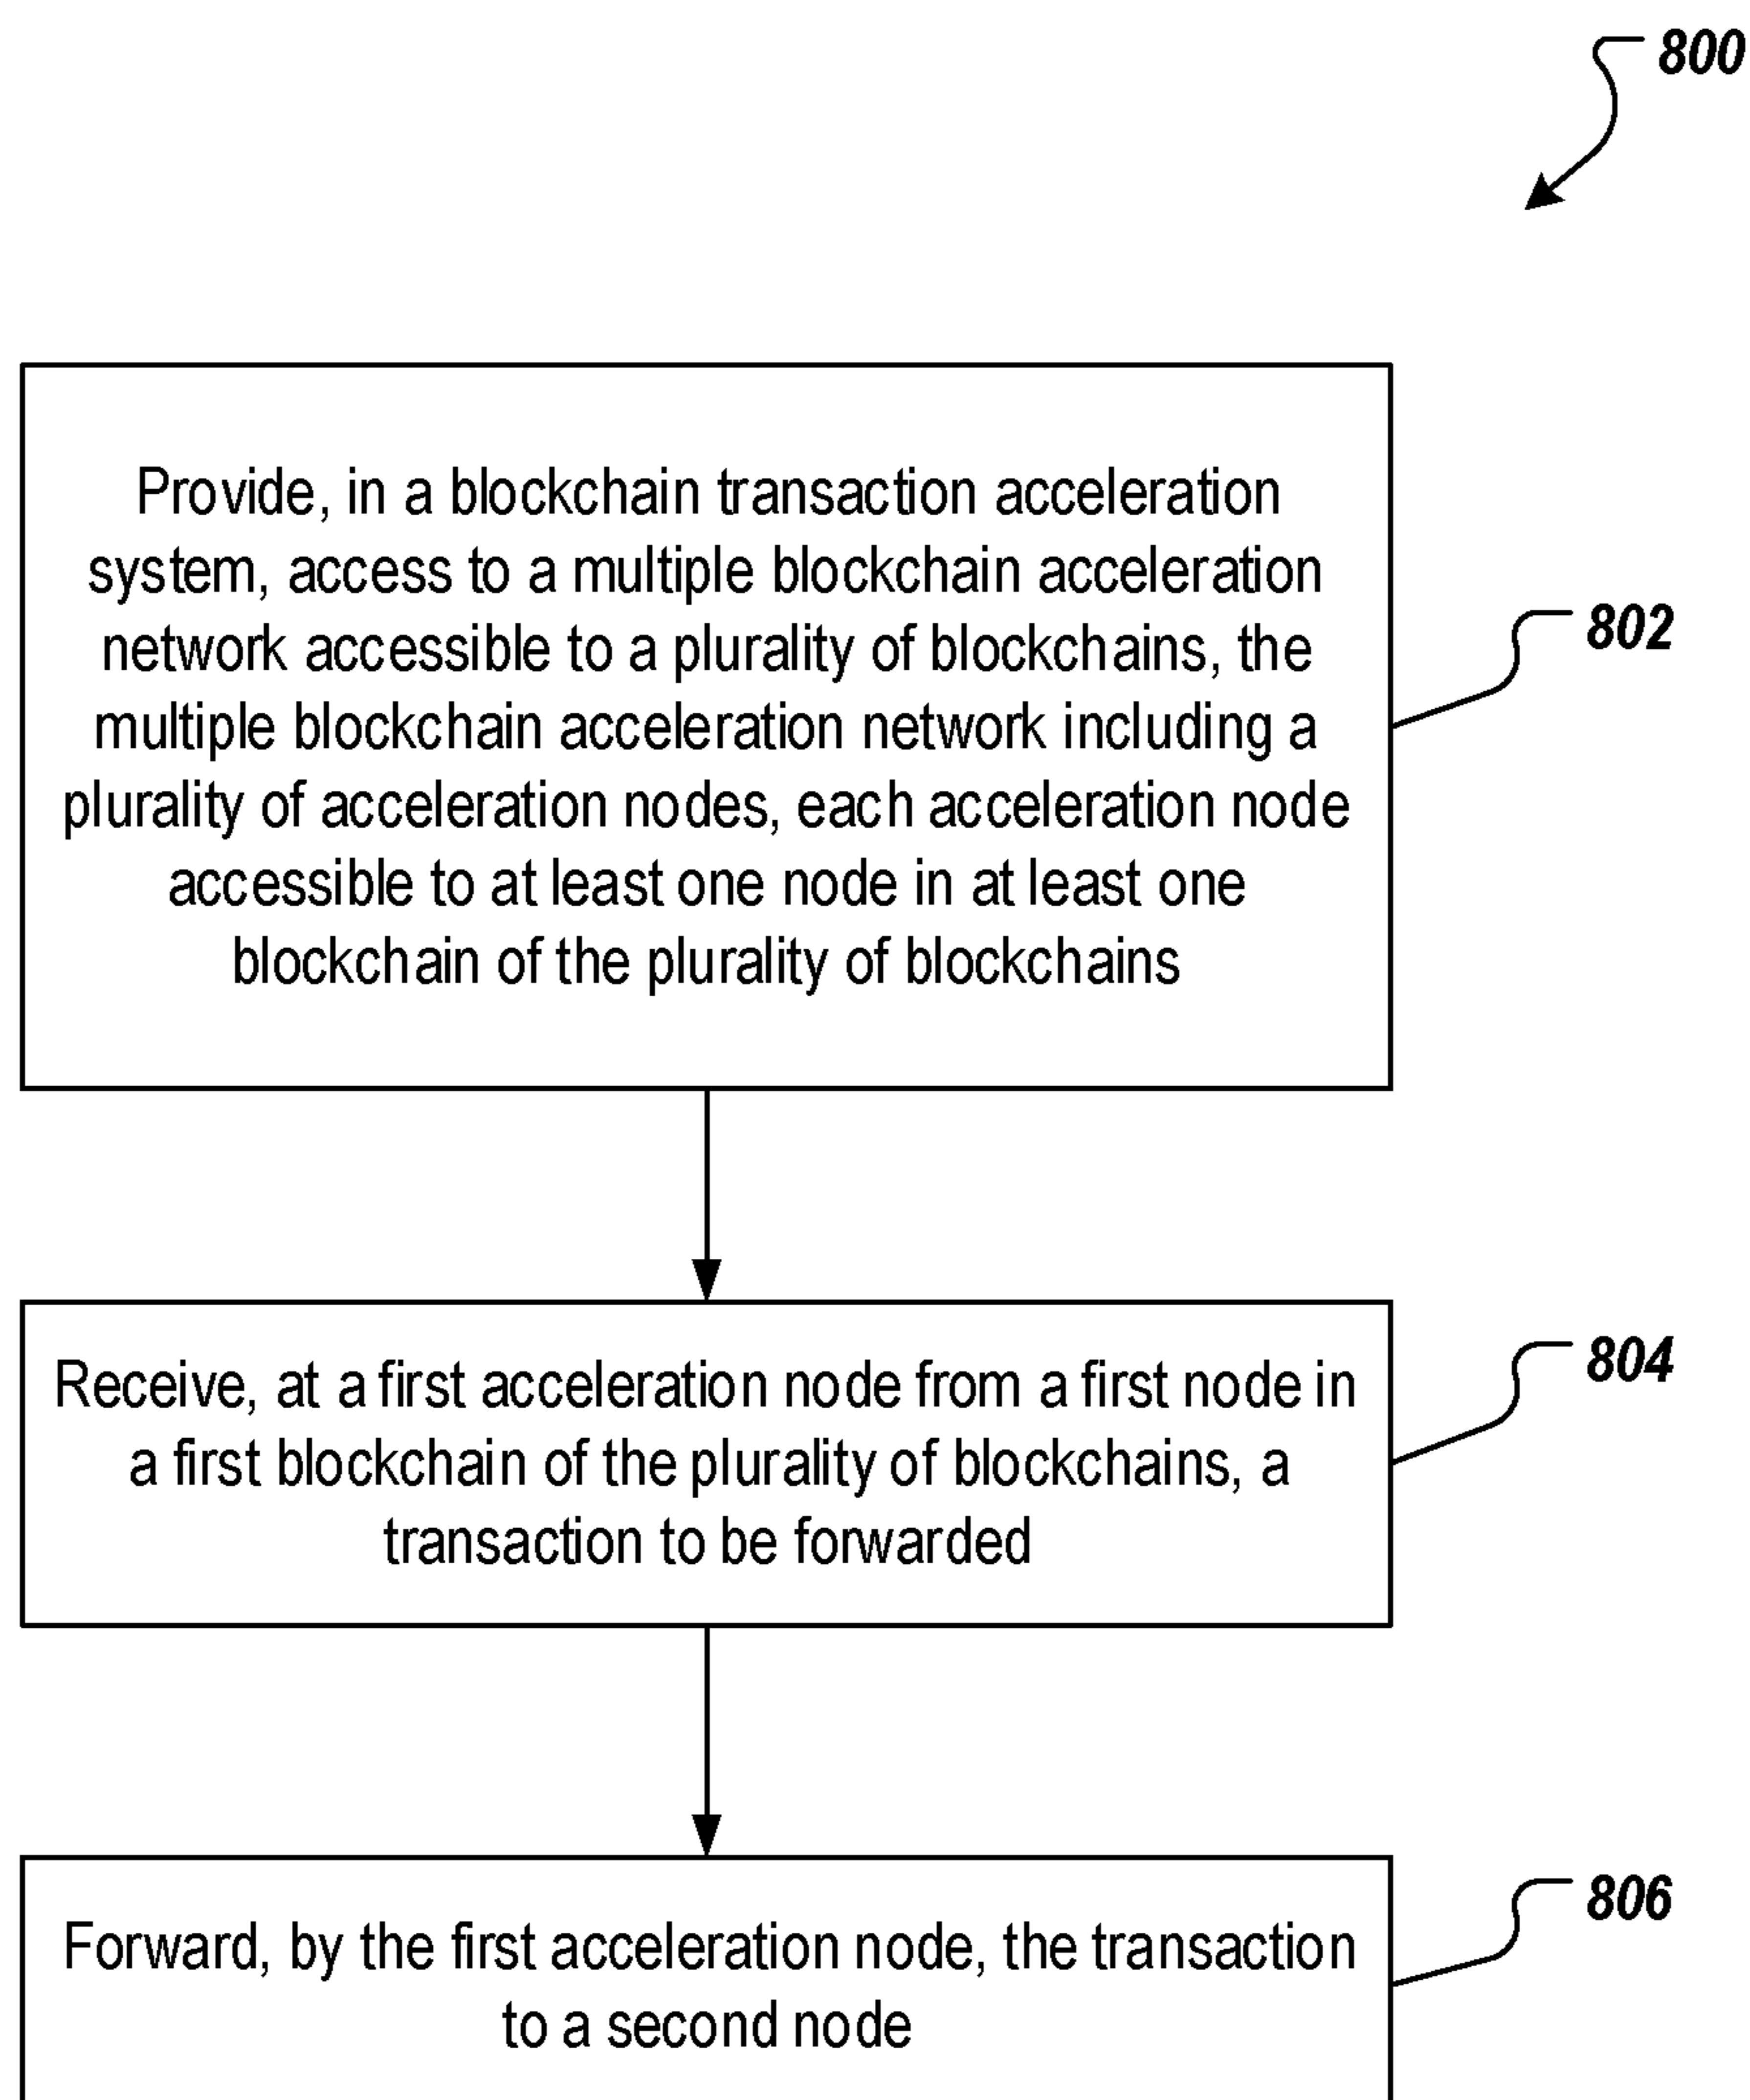 800
Provide, in a blockchain transaction acceleration
system, access to a multiple blockchain acceleration
network accessible to a plurality of blockchains, the
multiple blockchain acceleration network including a
plurality of acceleration nodes, each acceleration node
accessible to at least one node in at least one
blockchain of the plurality of blockchains
802
Receive, at a first acceleration node from a first node in
a first blockchain of the plurality of blockchains, a
transaction to be forwarded
804
Forward, by the first acceleration node, the transaction
to a second node
806